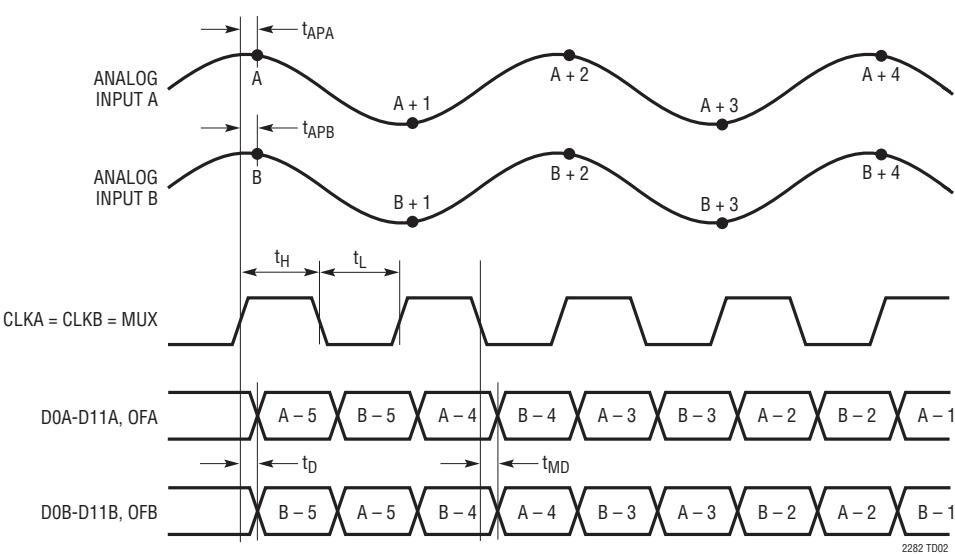 tAPA
ANALOG
INPUT A
A
A + 1
A + 2
A + 3
A + 4
tAPB
ANALOG
INPUT B
B
B + 1
B + 2
B + 3
B + 4
tH
tL
CLKA = CLKB = MUX
D0A-D11A, OFA
A – 5
B – 5
A – 4
B – 4
A – 3
B – 3
A – 2
B – 2
A – 1
tD
tMD
D0B-D11B, OFB
B – 5
A – 5
B – 4
A – 4
B – 3
A – 3
B – 2
A – 2
B – 1
2282 TD02